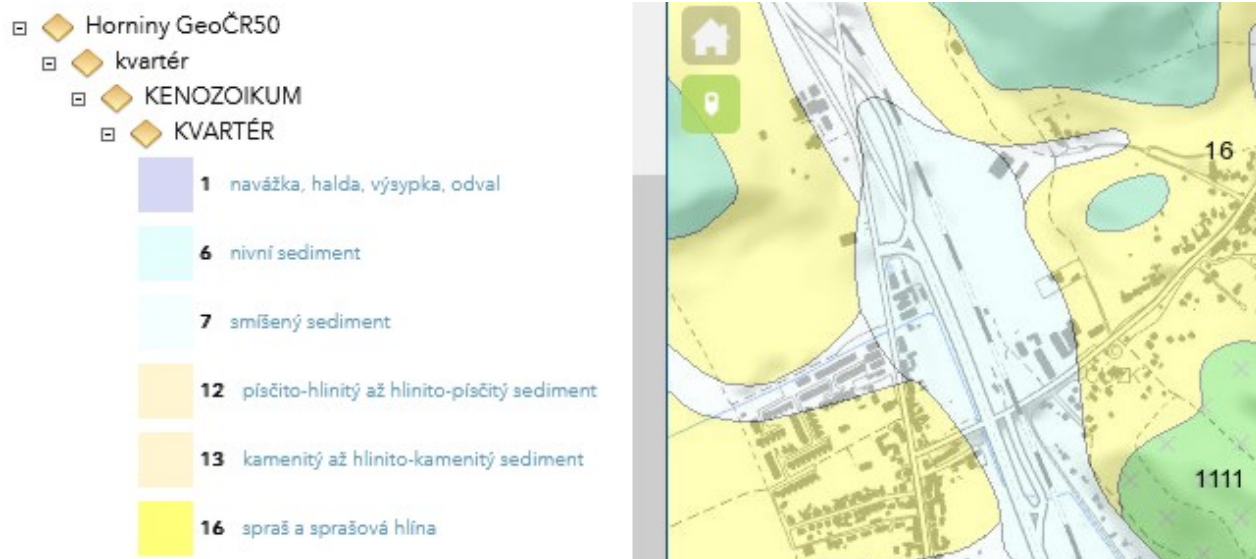 Horniny GeoČR50
kvartér
KENOZOIKUM
KVARTÉR
1 navážka, halda, výsypka, odval
6 nivní sediment
7 smíšený sediment
12 písčito-hlinitý až hlinito-písčitý sediment
13 kamenitý až hlinito-kamenitý sediment
16 spraš a sprašová hlína
16
1111